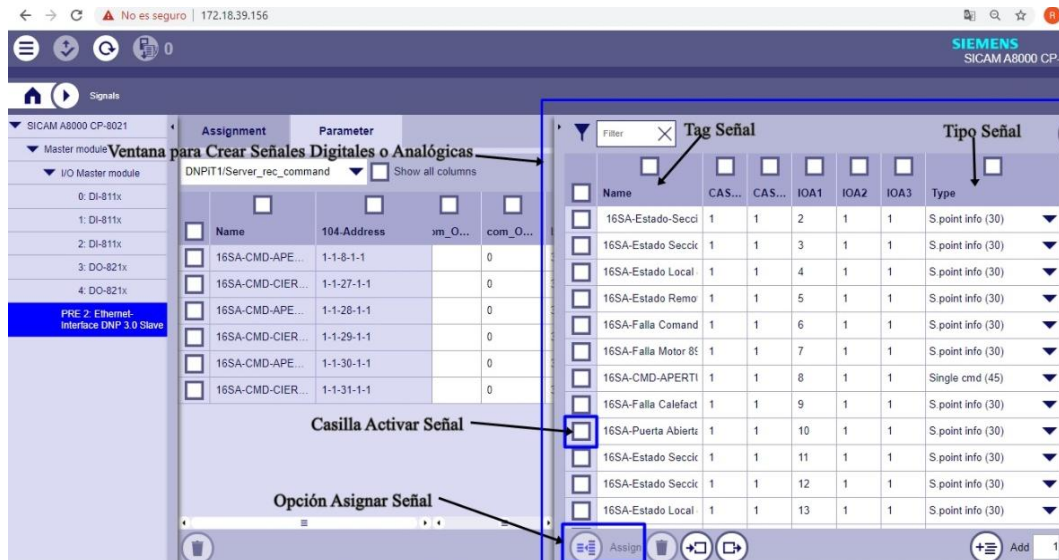 No es seguro | 172.18.39.156
0
SIEMENS
SICAM A8000 CP-
Signals
SICAM A8000 CP-8021
Master module
I/O Master module
0: DI-811x
1: DI-811x
2: DI-811x
3: DO-821x
4: DO-821x
PRE 2: Ethernet-
Interface DNP 3.0 Slave
Assignment Parameter
Ventana para Crear Señales Digitales o Analógicas
DNPiT1/Server_rec_command Show all columns
Name 104-Address om_O... com_O...
16SA-CMD-APE... 1-1-8-1-1 0
16SA-CMD-CIER... 1-1-27-1-1 0
16SA-CMD-APE... 1-1-28-1-1 0
16SA-CMD-CIER... 1-1-29-1-1 0
16SA-CMD-APE... 1-1-30-1-1 0
16SA-CMD-CIER... 1-1-31-1-1 0
Casilla Activar Señal
Opción Asignar Señal
Filter Tag Señal Tipo Señal
Name CAS... CAS... IOA1 IOA2 IOA3 Type
16SA-Estado-Secci 1 1 2 1 1 S.point info (30)
16SA-Estado Seccic 1 1 3 1 1 S.point info (30)
16SA-Estado Local 1 1 4 1 1 S.point info (30)
16SA-Estado Remo 1 1 5 1 1 S.point info (30)
16SA-Falla Comand 1 1 6 1 1 S.point info (30)
16SA-Falla Motor 89 1 1 7 1 1 S.point info (30)
16SA-CMD-APERTU 1 1 8 1 1 Single cmd (45)
16SA-Falla Calefact 1 1 9 1 1 S.point info (30)
16SA-Puerta Abierta 1 1 10 1 1 S.point info (30)
16SA-Estado Seccic 1 1 11 1 1 S.point info (30)
16SA-Estado Seccic 1 1 12 1 1 S.point info (30)
16SA-Estado Local 1 1 13 1 1 S.point info (30)
Assign Add 1